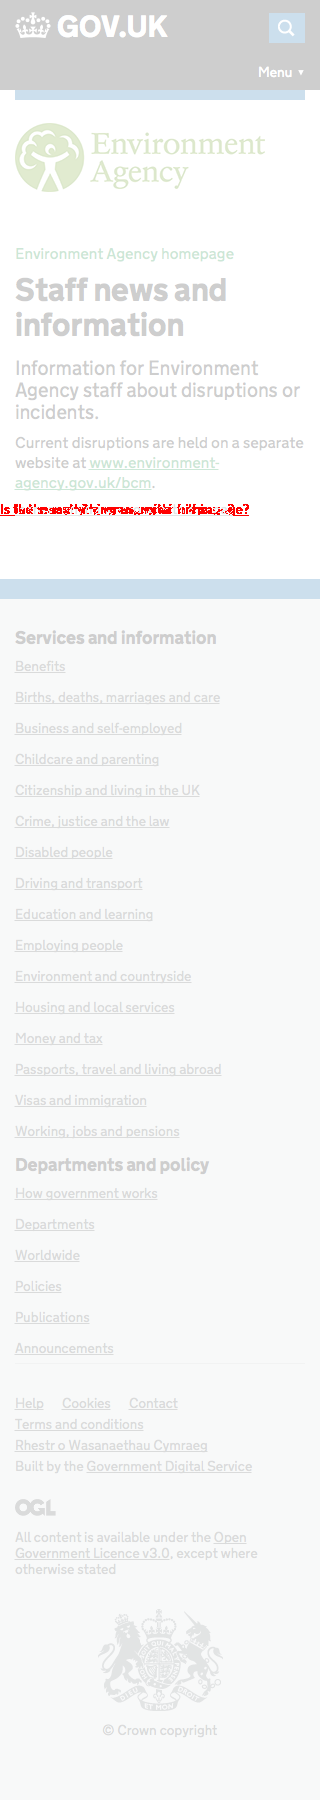 GOV.UK
Menu ▼
Environment
Agency
Environment Agency homepage
Staff news and
information
Information for Environment
Agency staff about disruptions or
incidents.
Current disruptions are held on a separate
website at www.environment-
agency.gov.uk/bcm.
Services and information
Benefits
Births, deaths, marriages and care
Business and self-employed
Childcare and parenting
Citizenship and living in the UK
Crime, justice and the law
Disabled people
Driving and transport
Education and learning
Employing people
Environment and countryside
Housing and local services
Money and tax
Passports, travel and living abroad
Visas and immigration
Working, jobs and pensions
Departments and policy
How government works
Departments
Worldwide
Policies
Publications
Announcements
Help Cookies Contact
Terms and conditions
Rhestr o Wasanaethau Cymraeg
Built by the Government Digital Service
OGL
All content is available under the Open
Government Licence v3.0, except where
otherwise stated
© Crown copyright